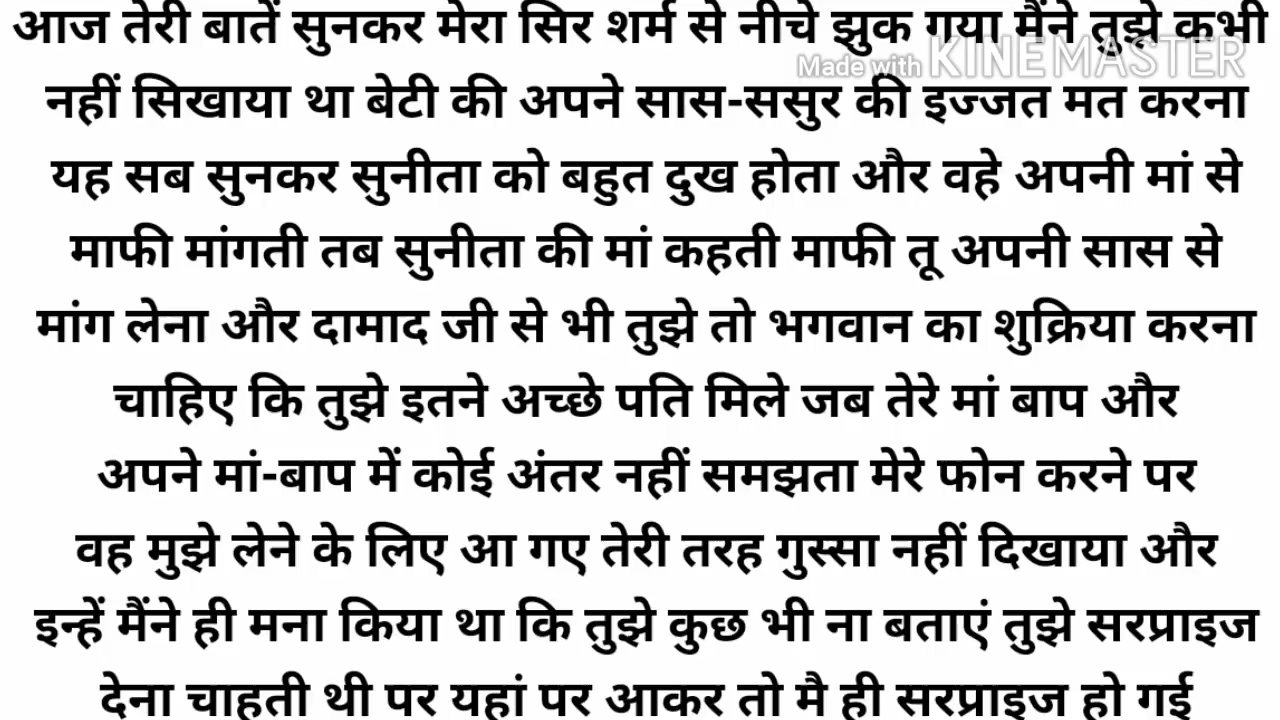 आज तेरी बातें सुनकर मेरा सिर शर्म से नीचे झुक गया मैंने तुझे कभी
Made with KINEMASTER
नहीं सिखाया था बेटी की अपने सास-ससुर की इज्जत मत करना
यह सब सुनकर सुनीता को बहुत दुख होता और वहे अपनी मां से
माफी मांगती तब सुनीता की मां कहती माफी तू अपनी सास से
मांग लेना और दामाद जी से भी तुझे तो भगवान का शुक्रिया करना
चाहिए कि तुझे इतने अच्छे पति मिले जब तेरे मां बाप और
अपने मां-बाप में कोई अंतर नहीं समझता मेरे फोन करने पर
वह मुझे लेने के लिए आ गए तेरी तरह गुस्सा नहीं दिखाया और
इन्हें मैंने ही मना किया था कि तुझे कुछ भी ना बताएं तुझे सरप्राइज
देना चाहती थी पर यहां पर आकर तो मै ही सरप्राइज हो गई